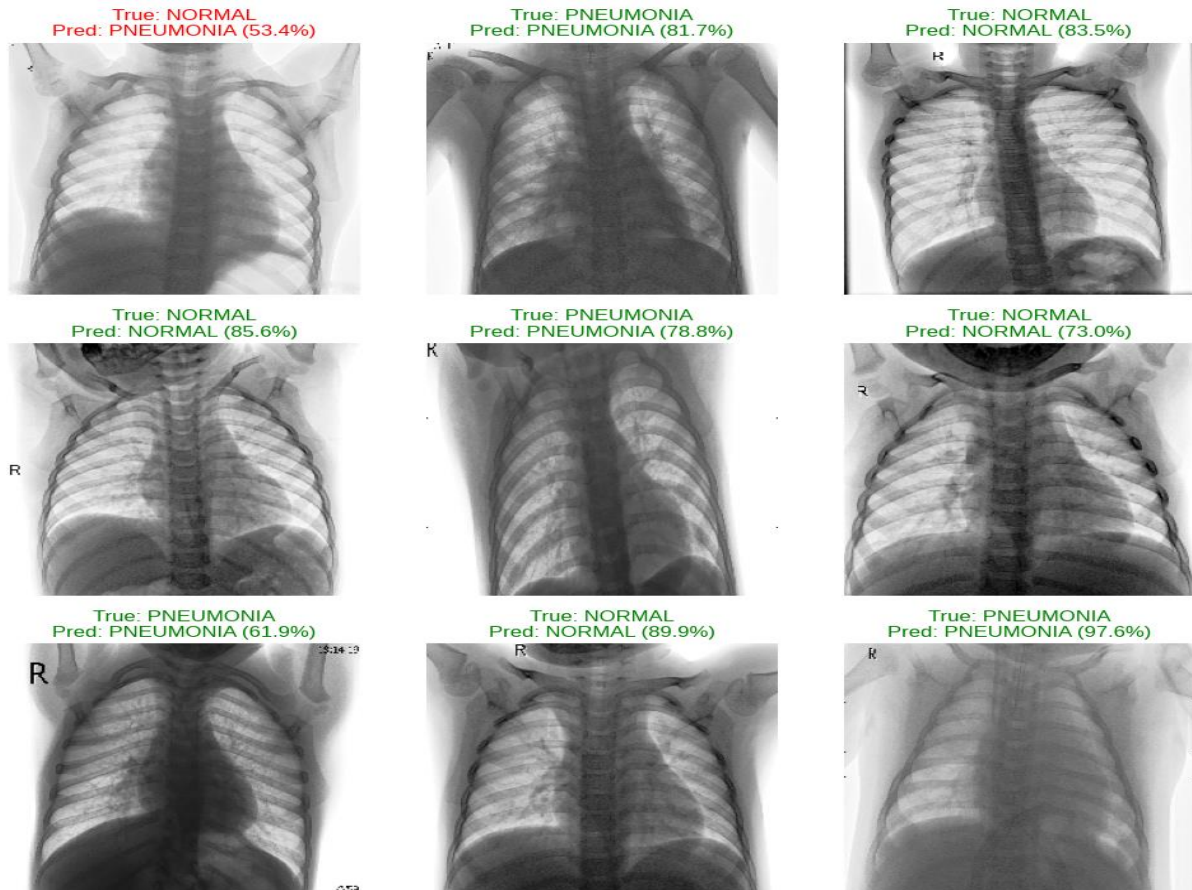 True: NORMAL
Pred: PNEUMONIA (53.4%)
True: PNEUMONIA
Pred: PNEUMONIA (81.7%)
True: NORMAL
Pred: NORMAL (83.5%)
R
True: NORMAL
Pred: NORMAL (85.6%)
R
True: PNEUMONIA
Pred: PNEUMONIA (78.8%)
R
True: NORMAL
Pred: NORMAL (73.0%)
R
True: PNEUMONIA
Pred: PNEUMONIA (61.9%)
R
True: NORMAL
Pred: NORMAL (89.9%)
R
True: PNEUMONIA
Pred: PNEUMONIA (97.6%)
R